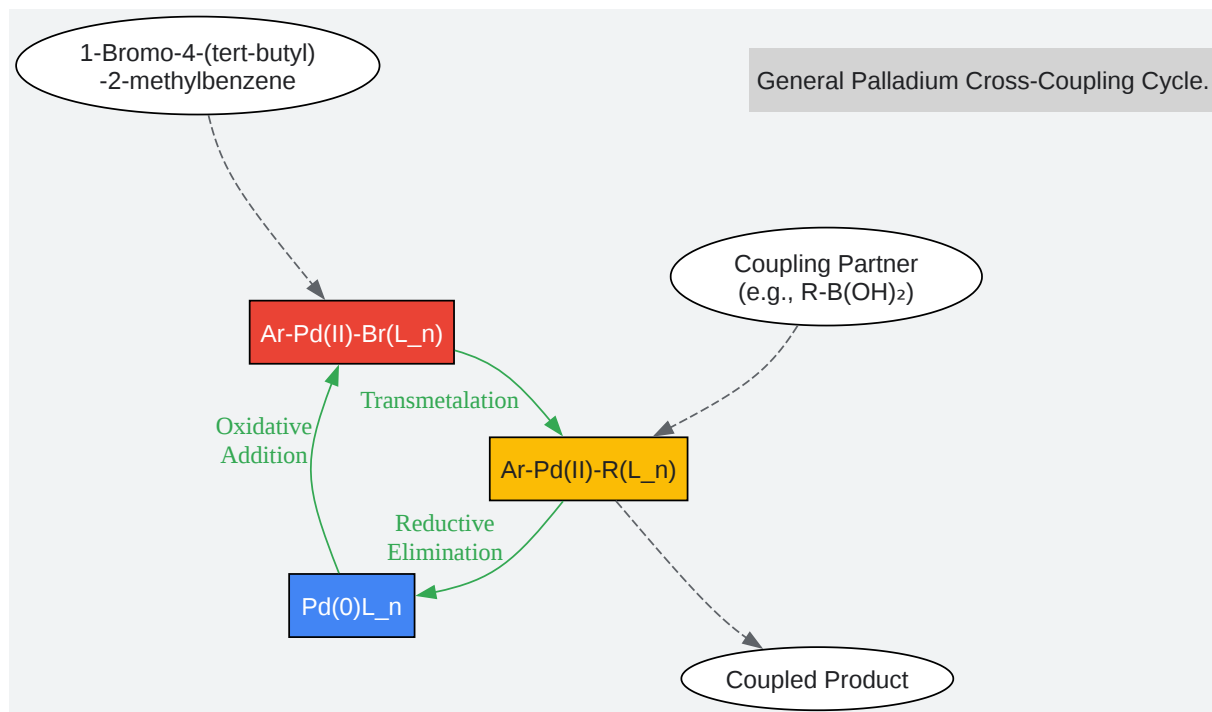 1-Bromo-4-(tert-butyl)
-2-methylbenzene
General Palladium Cross-Coupling Cycle.
Coupling Partner
(e.g., R-B(OH)₂)
Ar-Pd(II)-Br(L_n)
Transmetalation
Oxidative
Addition
Ar-Pd(II)-R(L_n)
Reductive
Elimination
Pd(0)L_n
Coupled Product